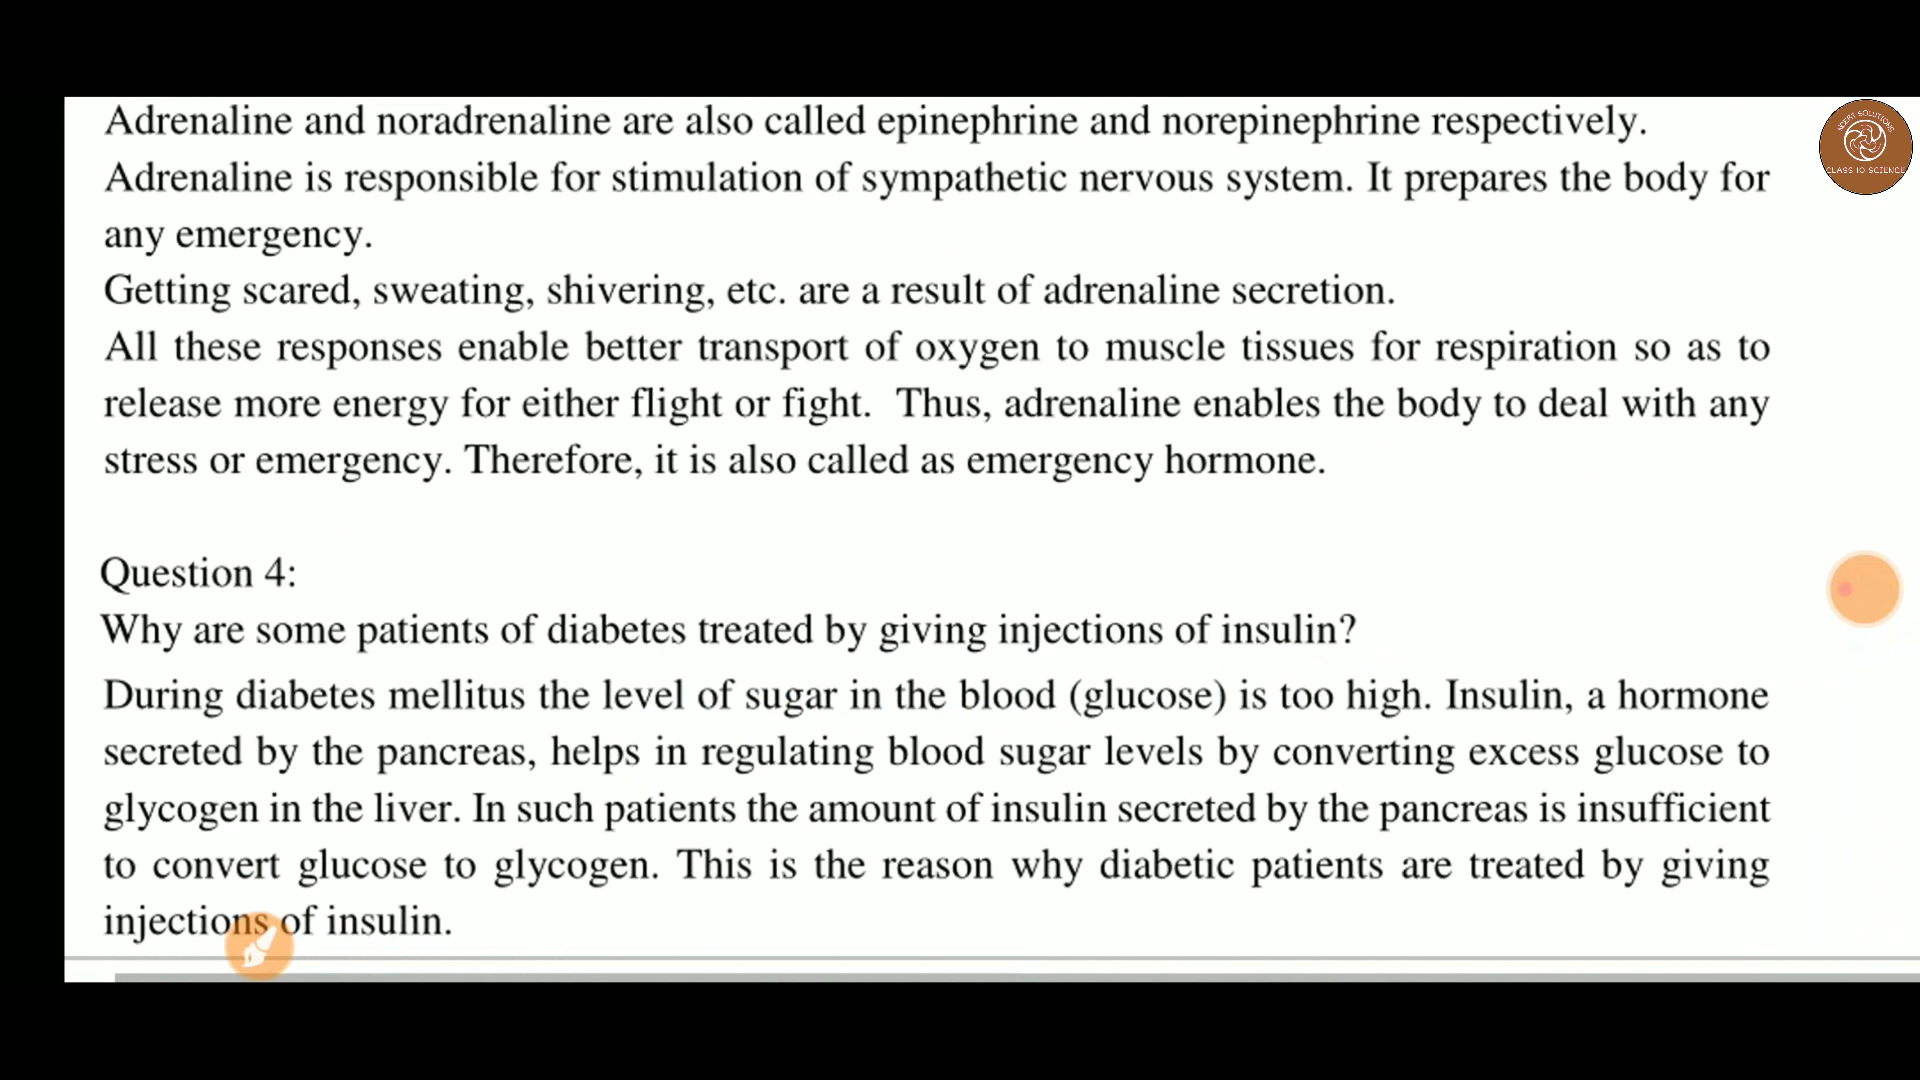 Adrenaline and noradrenaline are also called epinephrine and norepinephrine respectively.
Adrenaline is responsible for stimulation of sympathetic nervous system. It prepares the body for
any emergency.
Getting scared, sweating, shivering, etc. are a result of adrenaline secretion.
All these responses enable better transport of oxygen to muscle tissues for respiration so as to
release more energy for either flight or fight. Thus, adrenaline enables the body to deal with any
stress or emergency. Therefore, it is also called as emergency hormone.
Question 4:
Why are some patients of diabetes treated by giving injections of insulin?
During diabetes mellitus the level of sugar in the blood (glucose) is too high. Insulin, a hormone
secreted by the pancreas, helps in regulating blood sugar levels by converting excess glucose to
glycogen in the liver. In such patients the amount of insulin secreted by the pancreas is insufficient
to convert glucose to glycogen. This is the reason why diabetic patients are treated by giving
injections of insulin.
NCERT SOLUTIONS
CLASS 10 SCIENCE